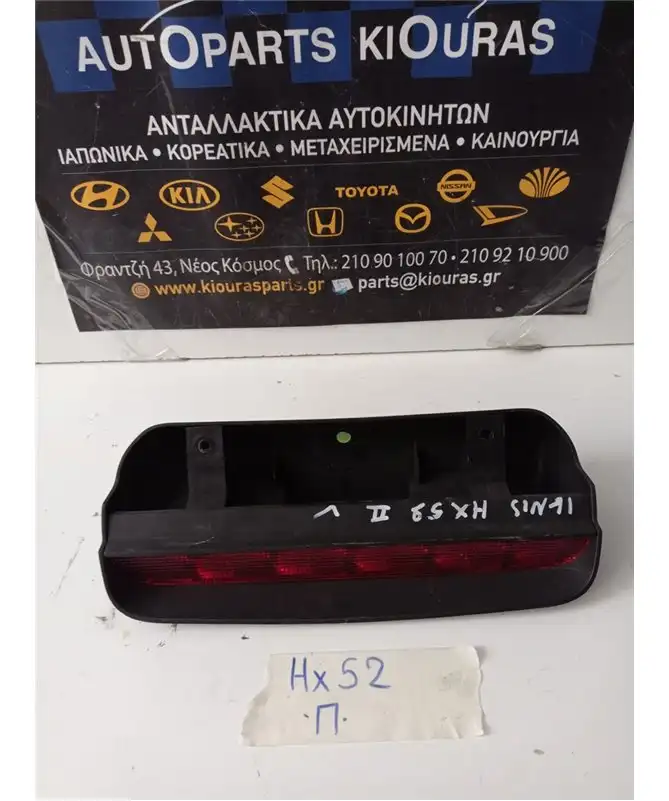 AUTOPARTS KIOURAS
ΑΝΤΑΛΛΑΚΤΙΚΑ ΑΥΤΟΚΙΝΗΤΩΝ
ΙΑΠΩΝΙΚΑ • ΚΟΡΕΑΤΙΚΑ • ΜΕΤΑΧΕΙΡΙΣΜΕΝΑ • ΚΑΙΝΟΥΡΓΙΑ
KIA TOYOTA NISSAN
Φραντζή 43, Νέος Κόσμος Τηλ.: 210 90 100 70 • 210 92 10 900
www.kiourasparts.gr parts@kiouras.gr
IGNIS HX52 II V
Hx52
·Π·